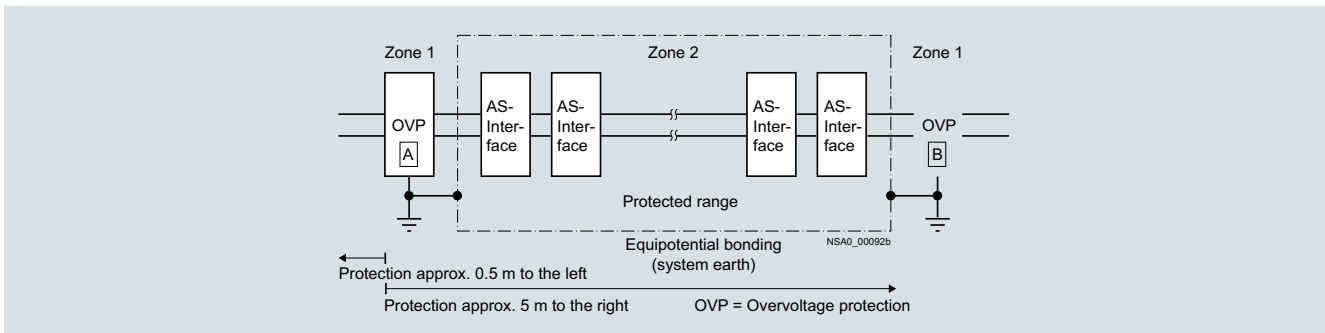 Zone 1
Zone 2
Zone 1
OVP
A
AS-
Inter-
face
AS-
Inter-
face
AS-
Inter-
face
AS-
Inter-
face
OVP
B
Protected range
Equipotential bonding
(system earth)
NSA0_00092b
Protection approx. 0.5 m to the left
Protection approx. 5 m to the right
OVP = Overvoltage protection